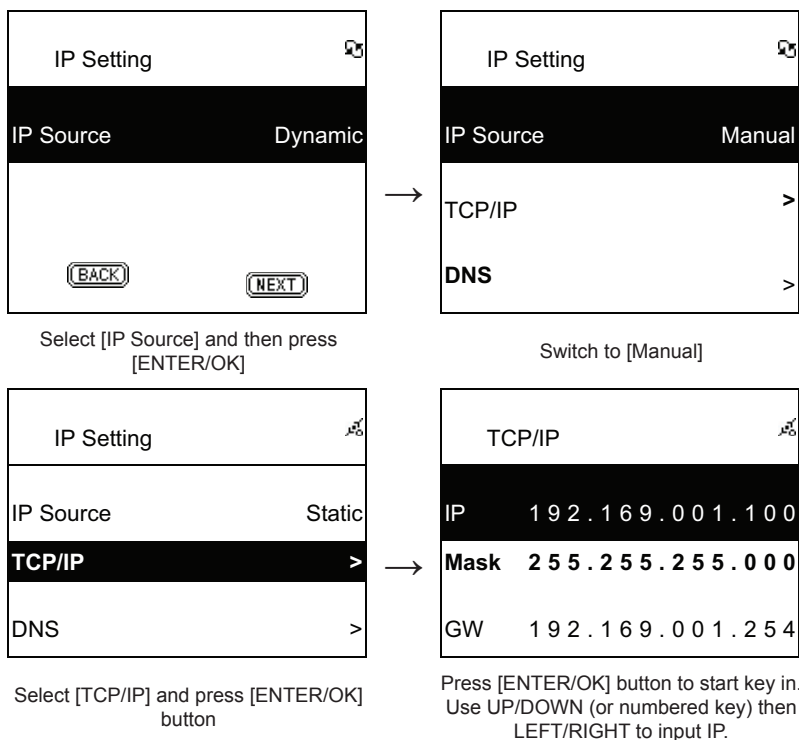 IP Setting
IP Source Dynamic
BACK NEXT
Select [IP Source] and then press
[ENTER/OK]
→
IP Setting
IP Source Manual
TCP/IP >
DNS >
Switch to [Manual]
IP Setting
IP Source Static
TCP/IP >
DNS >
Select [TCP/IP] and press [ENTER/OK]
button
→
TCP/IP
IP 192.169.001.100
Mask 255.255.255.000
GW 192.169.001.254
Press [ENTER/OK] button to start key in.
Use UP/DOWN (or numbered key) then
LEFT/RIGHT to input IP.